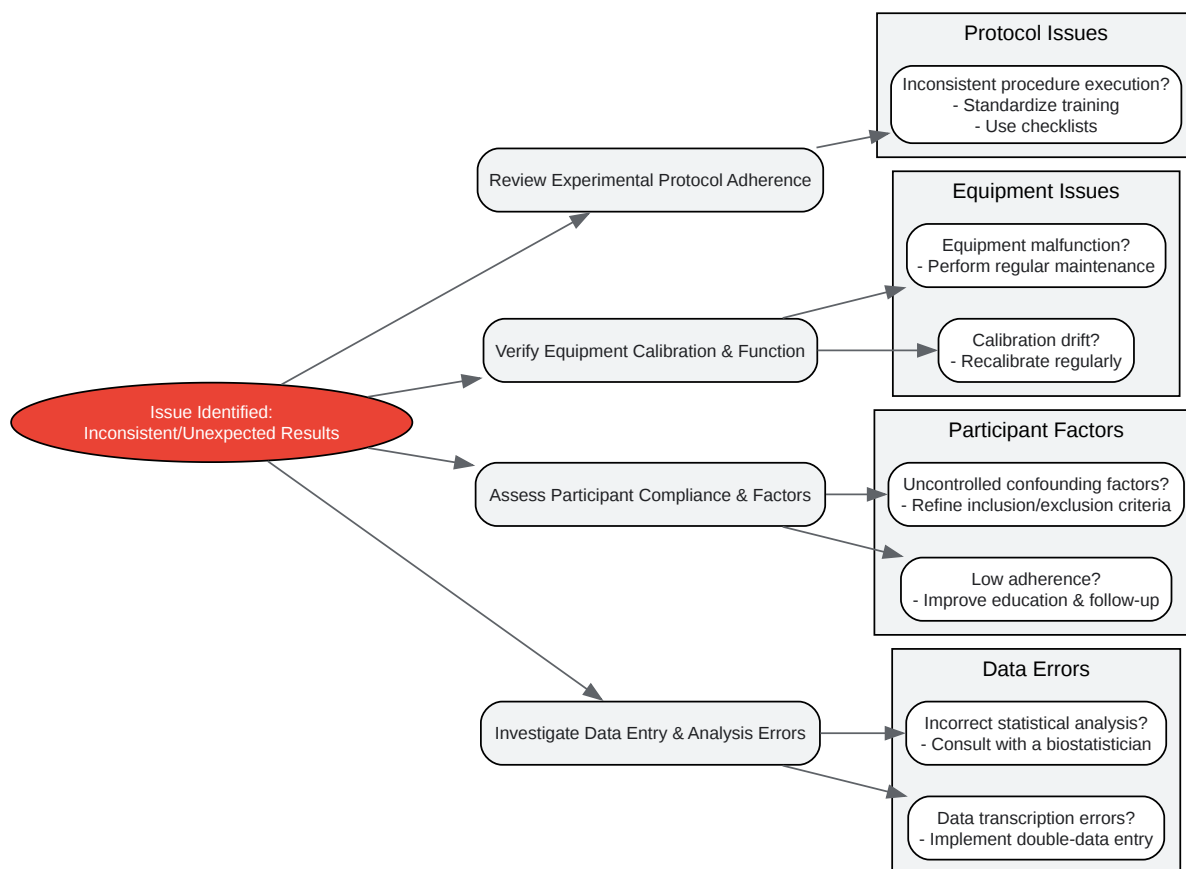 Issue Identified:
Inconsistent/Unexpected Results
Review Experimental Protocol Adherence
Verify Equipment Calibration & Function
Assess Participant Compliance & Factors
Investigate Data Entry & Analysis Errors
Protocol Issues
Inconsistent procedure execution?
- Standardize training
- Use checklists
Equipment Issues
Equipment malfunction?
- Perform regular maintenance
Calibration drift?
- Recalibrate regularly
Participant Factors
Uncontrolled confounding factors?
- Refine inclusion/exclusion criteria
Low adherence?
- Improve education & follow-up
Data Errors
Incorrect statistical analysis?
- Consult with a biostatistician
Data transcription errors?
- Implement double-data entry